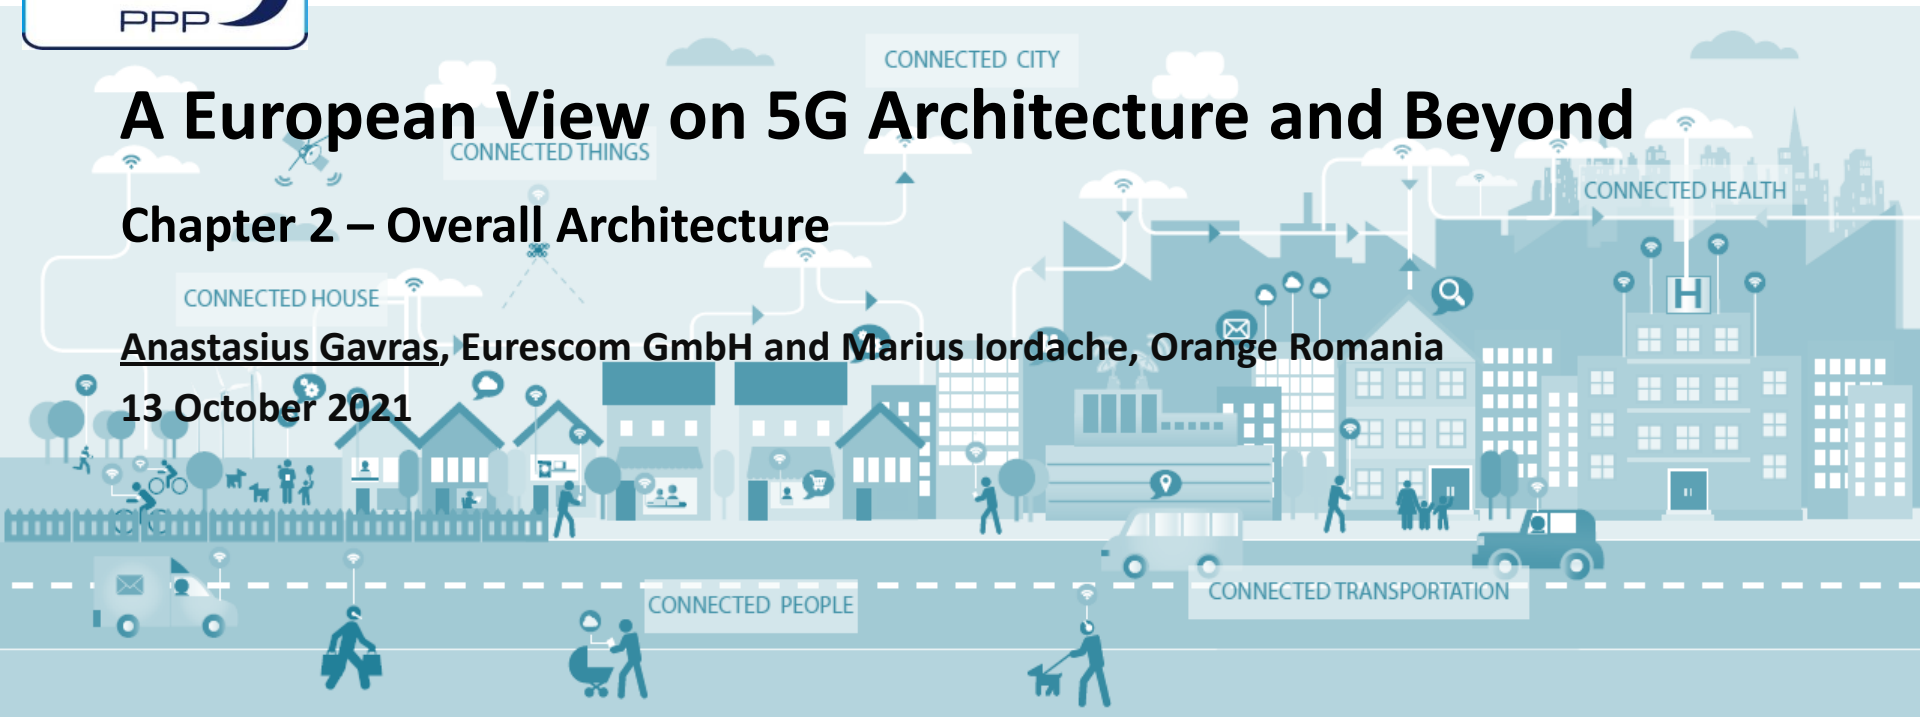 PPP
CONNECTED CITY
A European View on 5G Architecture and Beyond
CONNECTED THINGS
CONNECTED HEALTH
Chapter 2 – Overall Architecture
CONNECTED HOUSE
H
Anastasius Gavras, Eurescom GmbH and Marius Iordache, Orange Romania
13 October 2021
CONNECTED TRANSPORTATION
CONNECTED PEOPLE